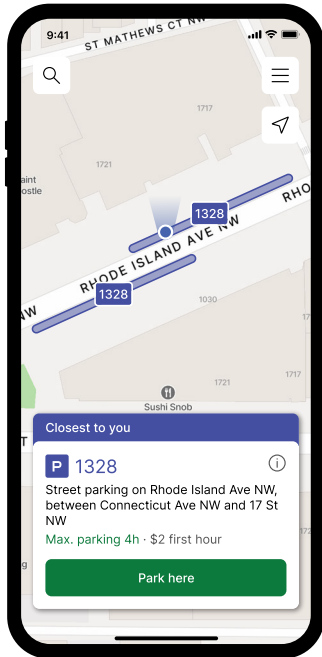 9:41
ST MATHEWS CT NW
1717
1721
aint
ostle
1328
RHO
RHODE ISLAND AVE NW
1328
NW
1030
1717
1721
Sushi Snob
Closest to you
T
P 1328
Street parking on Rhode Island Ave NW,
between Connecticut Ave NW and 17 St
NW
172
Max. parking 4h · $2 first hour
g
Park here